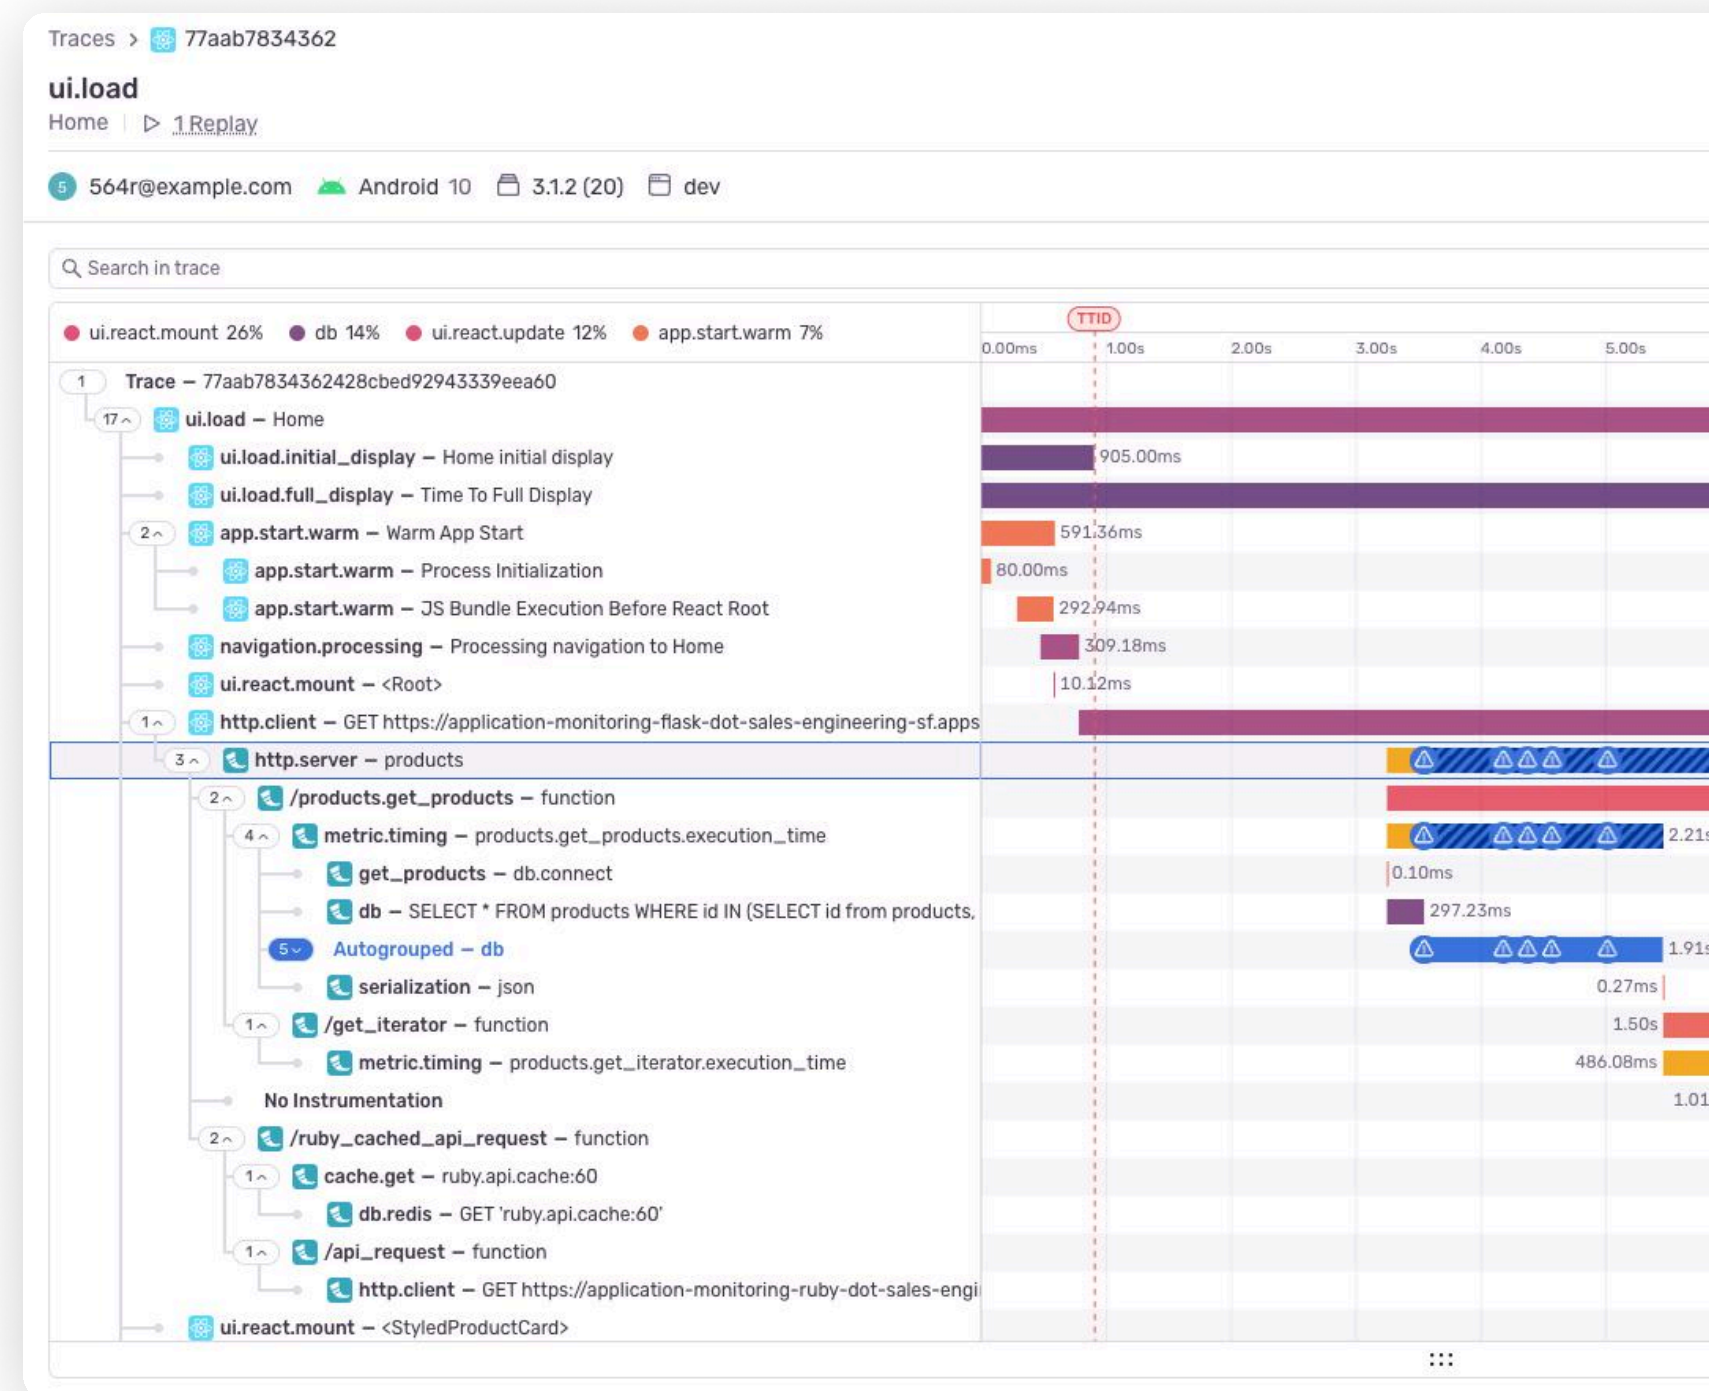 Traces > 77aab7834362
ui.load
Home 1 Replay
5 564r@example.com Android 10 3.1.2 (20) dev
Search in trace
ui.react.mount 26% db 14% ui.react.update 12% app.start.warm 7%
TTID
0.00ms 1.00s 2.00s 3.00s 4.00s 5.00s
1 Trace — 77aab7834362428cbed92943339eea60
17 ui.load — Home
ui.load.initial_display — Home initial display 905.00ms
ui.load.full_display — Time To Full Display
2 app.start.warm — Warm App Start 591.36ms
app.start.warm — Process Initialization 80.00ms
app.start.warm — JS Bundle Execution Before React Root 292.94ms
navigation.processing — Processing navigation to Home 309.18ms
ui.react.mount — <Root> 10.12ms
1 http.client — GET https://application-monitoring-flask-dot-sales-engineering-sf.apps
3 http.server — products
2 /products.get_products — function
4 metric.timing — products.get_products.execution_time 2.21s
get_products — db.connect 0.10ms
db — SELECT * FROM products WHERE id IN (SELECT id from products, 297.23ms
5 Autogrouped — db 1.91s
serialization — json 0.27ms
1 /get_iterator — function 1.50s
metric.timing — products.get_iterator.execution_time 486.08ms
No Instrumentation 1.01
2 /ruby_cached_api_request — function
1 cache.get — ruby.api.cache:60
db.redis — GET 'ruby.api.cache:60'
1 /api_request — function
http.client — GET https://application-monitoring-ruby-dot-sales-engi
ui.react.mount — <StyledProductCard>